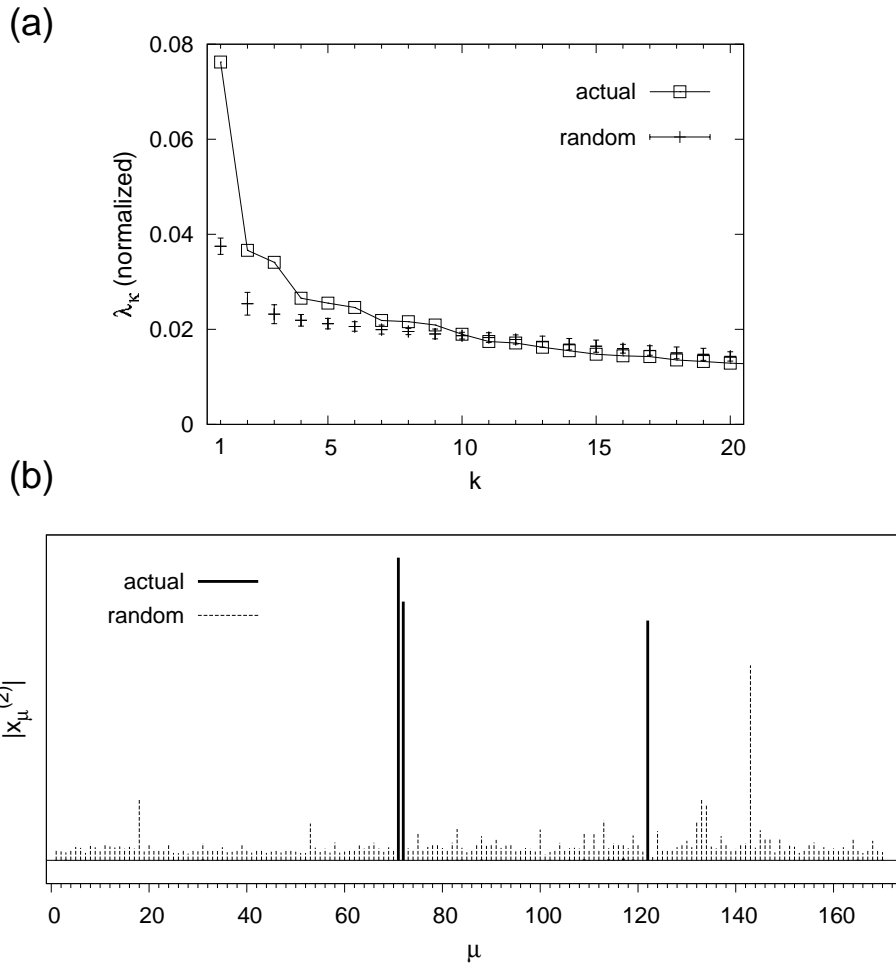 (a)
0.08
0.06
0.04
0.02
0
λκ (normalized)
actual
random
1 5 10 15 20
k
(b)
actual
random
|xμ(2)|
0 20 40 60 80 100 120 140 160
μ